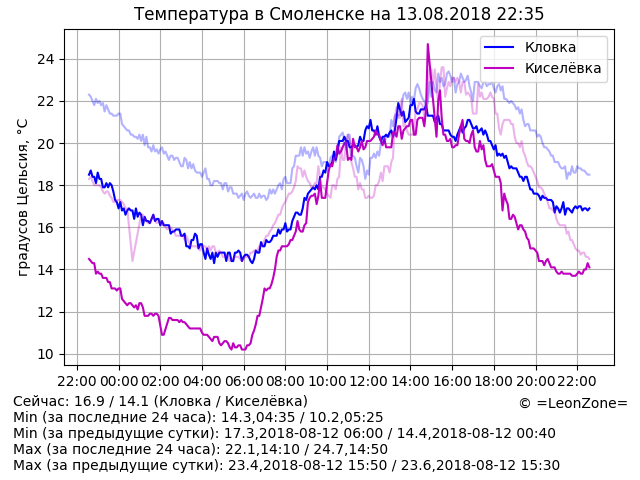 Температура в Смоленске на 13.08.2018 22:35
Кловка
Киселёвка
градусов Цельсия, °C
24
22
20
18
16
14
12
10
22:00 00:00 02:00 04:00 06:00 08:00 10:00 12:00 14:00 16:00 18:00 20:00 22:00
Сейчас: 16.9 / 14.1 (Кловка / Киселёвка)
© =LeonZone=
Min (за последние 24 часа): 14.3,04:35 / 10.2,05:25
Min (за предыдущие сутки): 17.3,2018-08-12 06:00 / 14.4,2018-08-12 00:40
Max (за последние 24 часа): 22.1,14:10 / 24.7,14:50
Max (за предыдущие сутки): 23.4,2018-08-12 15:50 / 23.6,2018-08-12 15:30